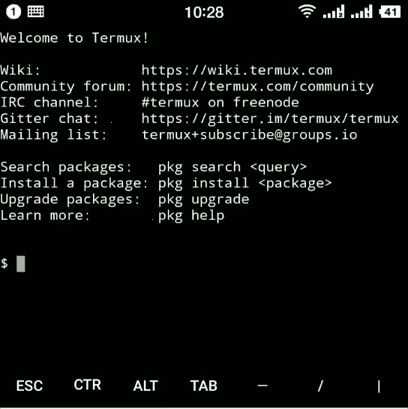 1 10:28 41
Welcome to Termux!
Wiki: https://wiki.termux.com
Community forum: https://termux.com/community
IRC channel: #termux on freenode
Gitter chat: https://gitter.im/termux/termux
Mailing list: termux+subscribe@groups.io
Search packages: pkg search <query>
Install a package: pkg install <package>
Upgrade packages: pkg upgrade
Learn more: pkg help
$
ESC CTR ALT TAB — / |